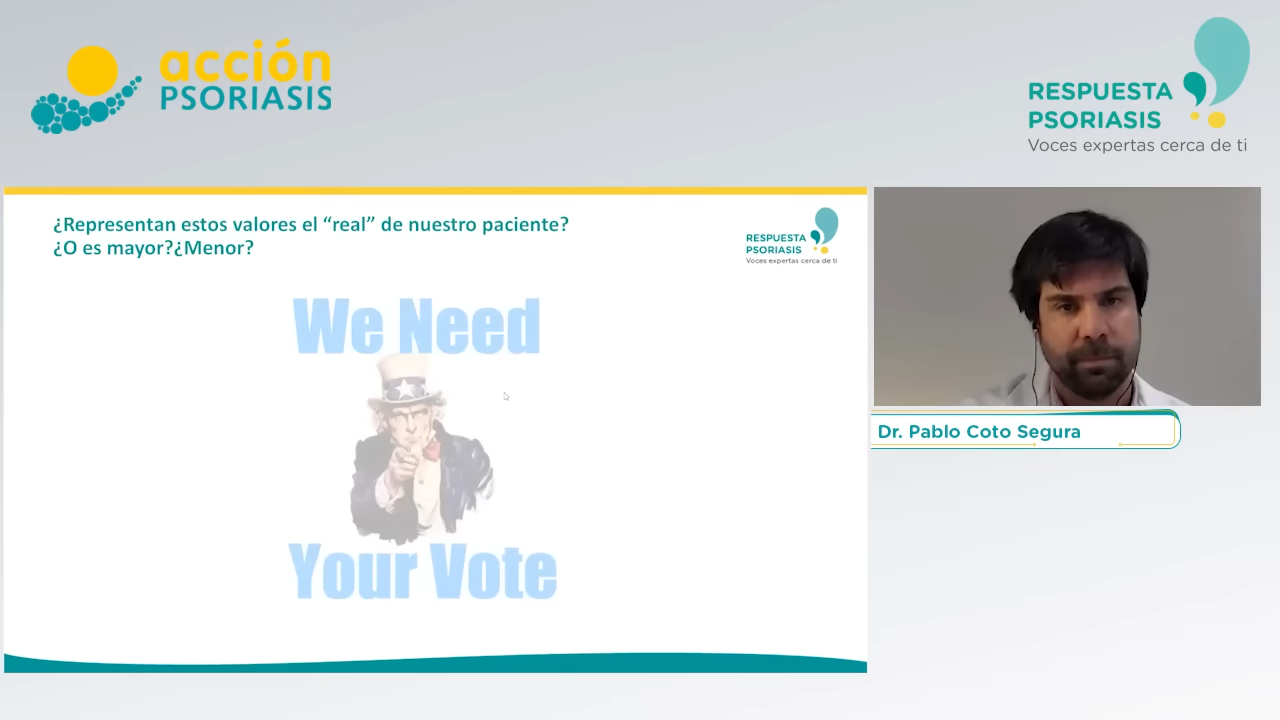 acción
PSORIASIS
RESPUESTA
PSORIASIS
Voces expertas cerca de ti
¿Representan estos valores el “real” de nuestro paciente?
¿O es mayor?¿Menor?
RESPUESTA
PSORIASIS
Voces expertas cerca de ti
We Need
Your Vote
Dr. Pablo Coto Segura